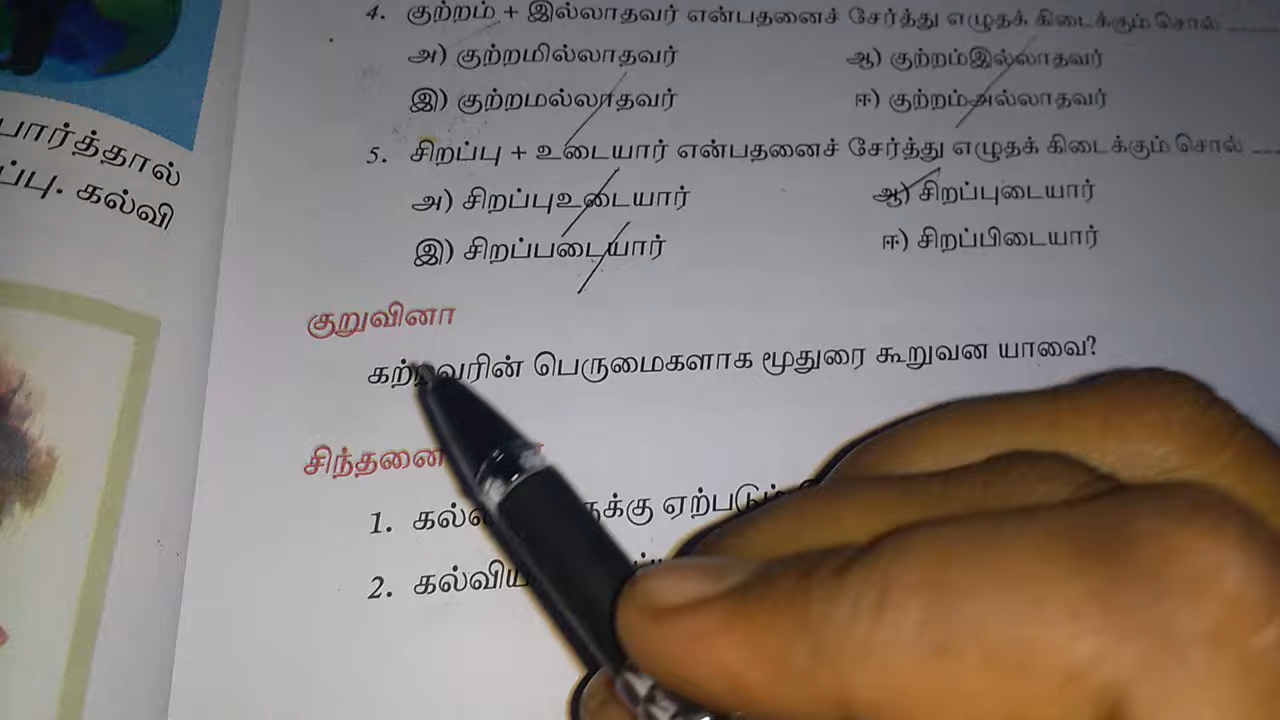 பார்த்தால்
கல்வி
4. குற்றம் + இல்லாதவர் என்பதனைச் சேர்த்து எழுதக் கிடைக்கும் சொல்
அ) குற்றமில்லாதவர் ஆ) குற்றம்இல்லாதவர்
இ) குற்றமல்லாதவர் ஈ) குற்றம்அல்லாதவர்
5. சிறப்பு + உடையார் என்பதனைச் சேர்த்து எழுதக் கிடைக்கும் சொல்
அ) சிறப்புஉடையார் ஆ) சிறப்புடையார்
இ) சிறப்படையார் ஈ) சிறப்பிடையார்
குறுவினா
கற்றவரின் பெருமைகளாக மூதுரை கூறுவன யாவை?
சிந்தனை
1. ஏற்படும்
2.